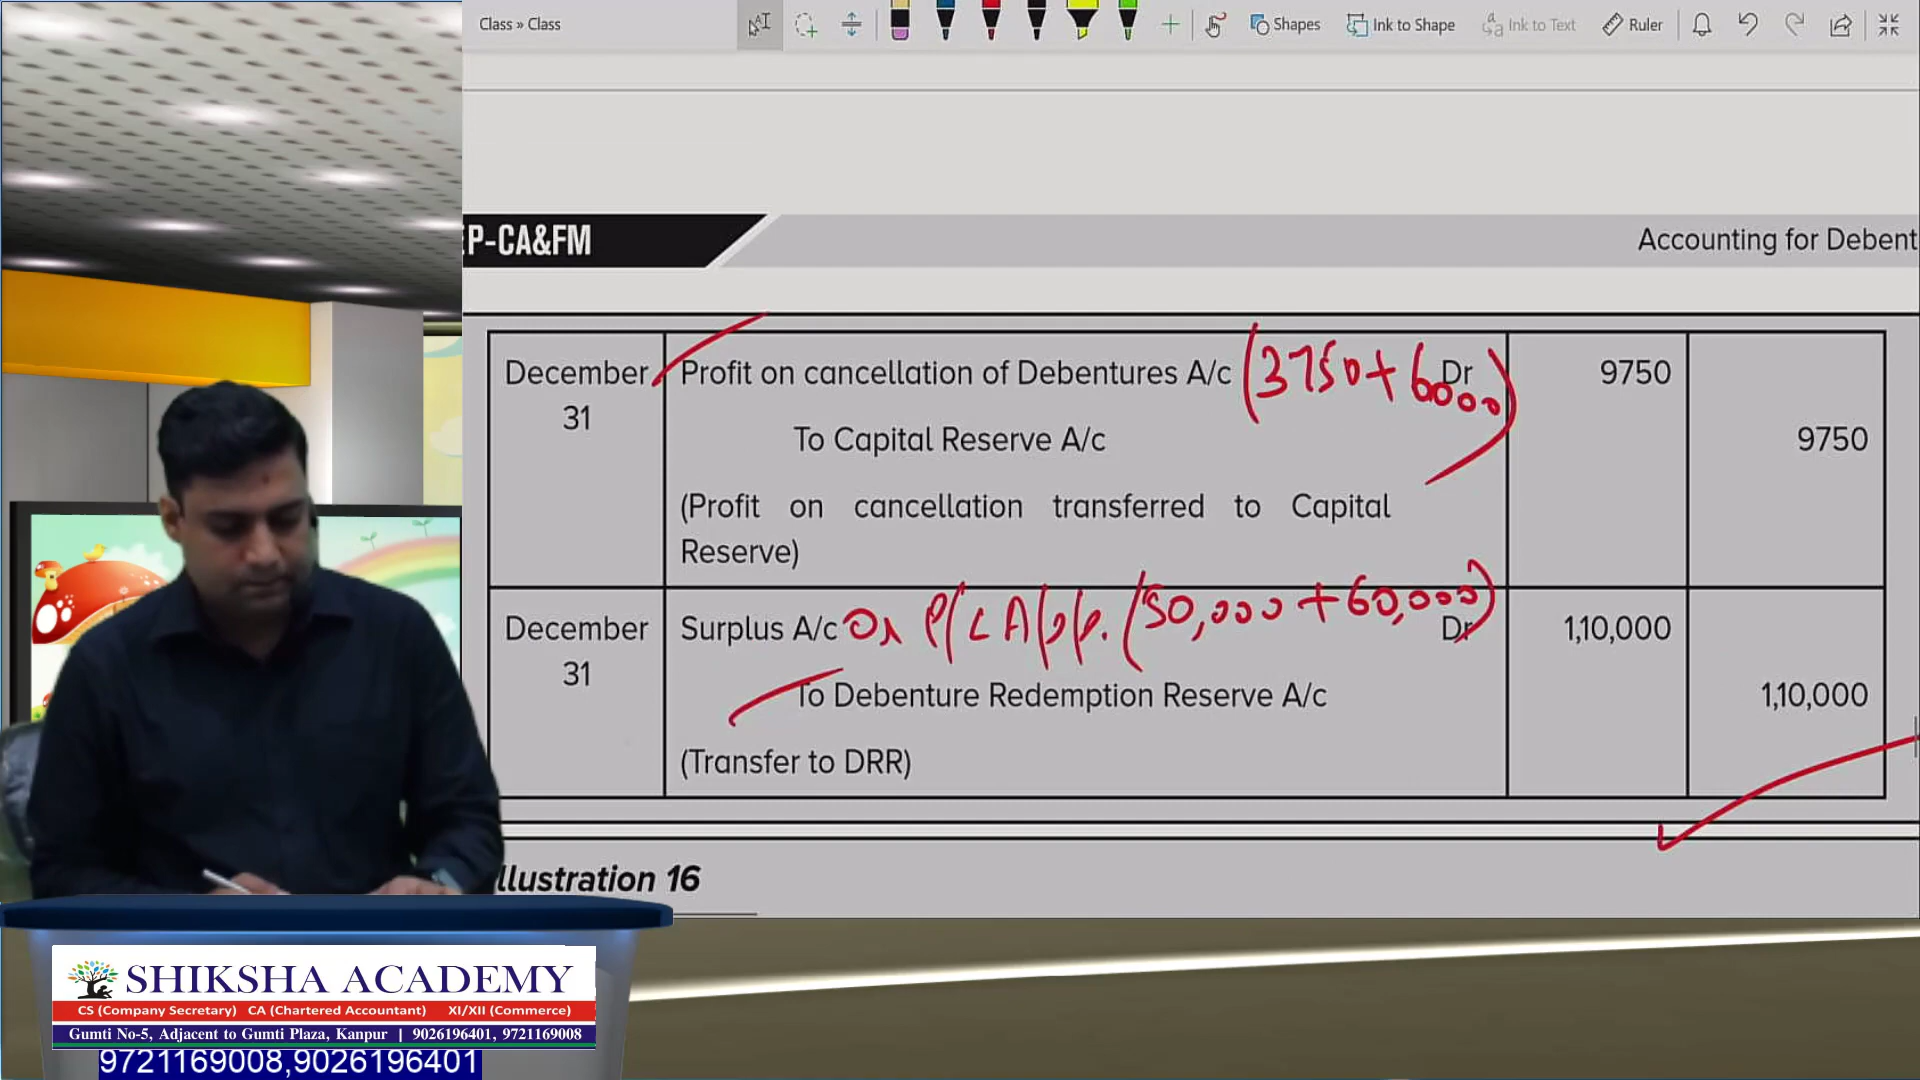 Class » Class
Ink to Shape
Ink to Text
Shapes
Ruler
EP-CA&FM
Accounting for Debent
December 31
Profit on cancellation of Debentures A/c (3750+6000) Dr
9750
To Capital Reserve A/c
9750
(Profit on cancellation transferred to Capital
Reserve)
December 31
Surplus A/c Or P/L App. (50,000+60,000) Dr
1,10,000
To Debenture Redemption Reserve A/c
1,10,000
(Transfer to DRR)
Illustration 16
SHIKSHA ACADEMY
CS (Company Secretary) CA (Chartered Accountant) XI/XII (Commerce)
Gumti No-5, Adjacent to Gumti Plaza, Kanpur | 9026196401, 9721169008
9721169008,9026196401